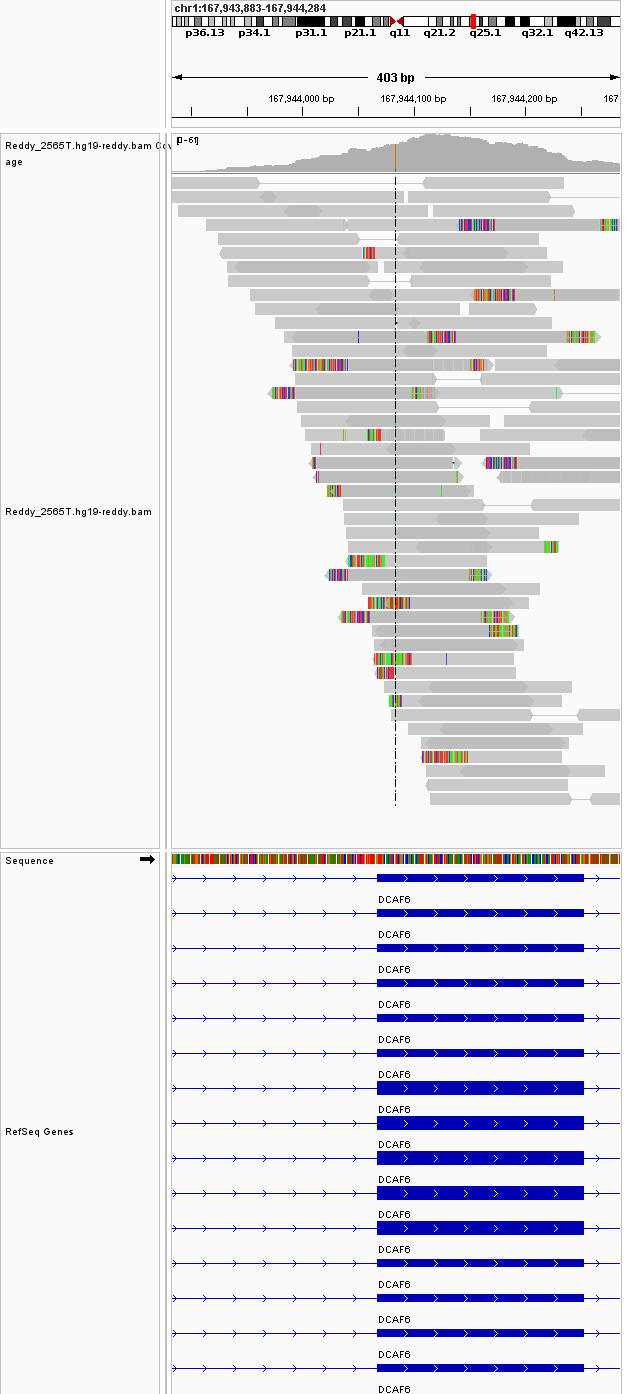 chr1:167,943,883-167,944,284
p36.13 p34.1 p31.1 p21.1 q11 q21.2 q25.1 q32.1 q42.13
403 bp
167,944,000 bp 167,944,100 bp 167,944,200 bp 167
Reddy_2565T.hg19-reddy.bam Cov
age
[0-61]
Reddy_2565T.hg19-reddy.bam
Sequence
DCAF6
DCAF6
DCAF6
DCAF6
DCAF6
DCAF6
DCAF6
RefSeq Genes
DCAF6
DCAF6
DCAF6
DCAF6
DCAF6
DCAF6
DCAF6
DCAF6